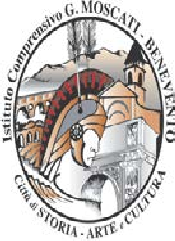 Istituto Comprensivo G. MOSCATI - BENEVENTO
Città di STORIA - ARTE e CULTURA